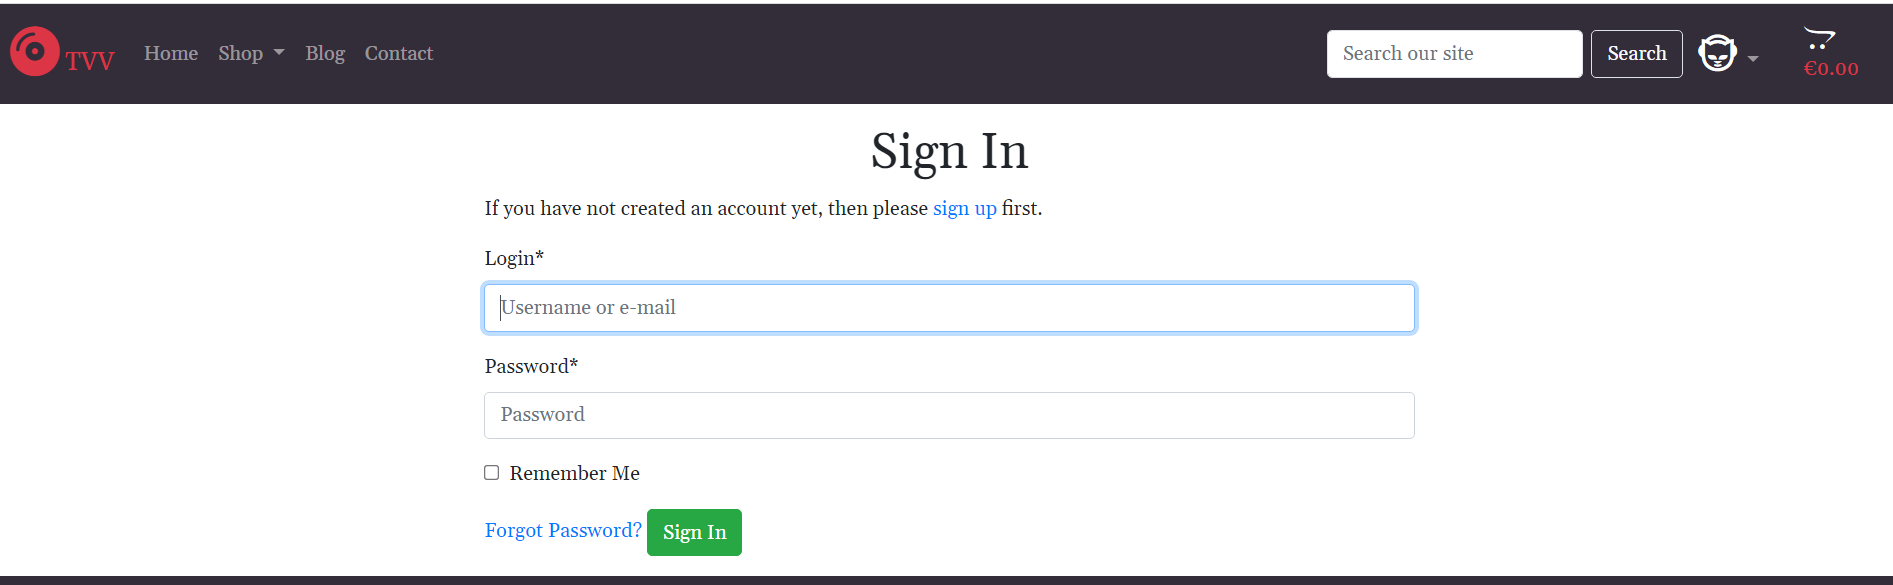 TVV Home Shop Blog Contact Search our site Search €0.00
Sign In
If you have not created an account yet, then please sign up first.
Login*
Username or e-mail
Password*
Password
Remember Me
Forgot Password? Sign In